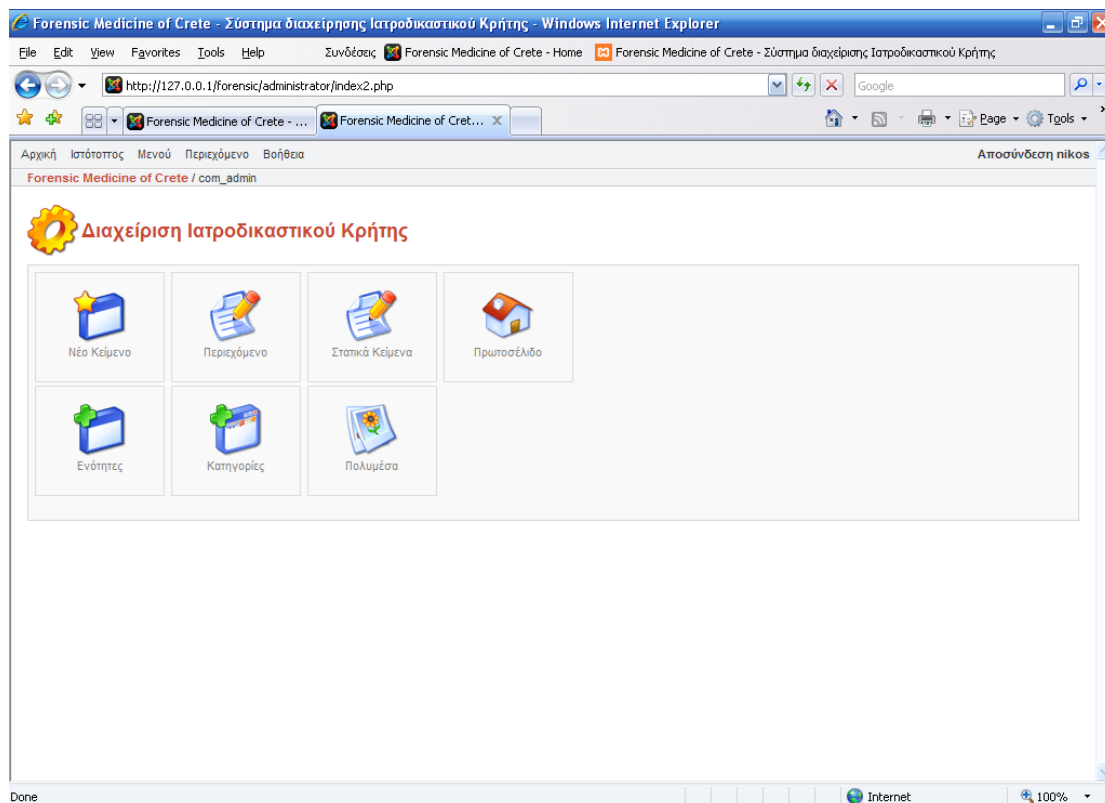 Forensic Medicine of Crete - Σύστημα διαχείρησης Ιατροδικαστικού Κρήτης - Windows Internet Explorer
File Edit View Favorites Tools Help Συνδέσεις Forensic Medicine of Crete - Home Forensic Medicine of Crete - Σύστημα διαχείρισης Ιατροδικαστικού Κρήτης
http://127.0.0.1/forensic/administrator/index2.php Google
Forensic Medicine of Crete - ... Forensic Medicine of Cret... Page Tools
Αρχική Ιστότοπος Μενού Περιεχόμενο Βοήθεια Αποσύνδεση nikos
Forensic Medicine of Crete / com_admin
Διαχείριση Ιατροδικαστικού Κρήτης
Νέο Κείμενο Περιεχόμενο Στατικά Κείμενα Πρωτοσέλιδο
Ενότητες Κατηγορίες Πολυμέσα
Done Internet 100%